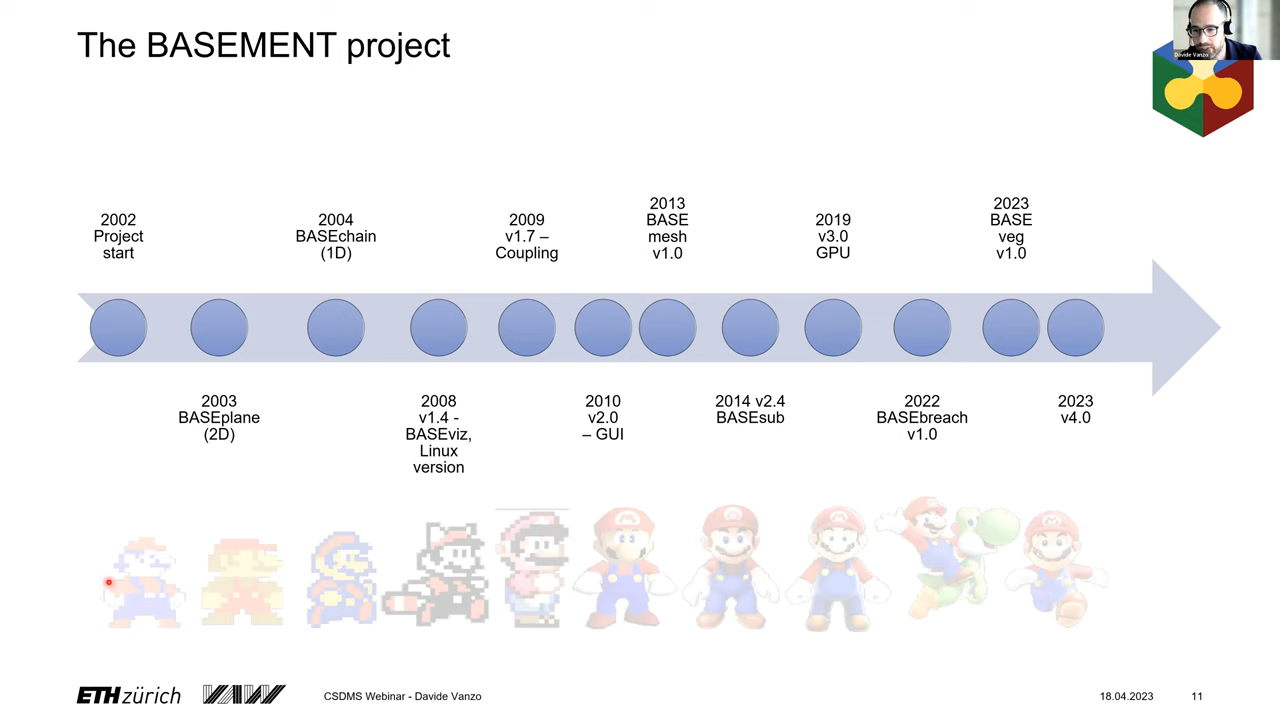 The BASEMENT project
Davide Vanzo
2002
Project
start
2004
BASEchain
(1D)
2009
v1.7 –
Coupling
2013
BASE
mesh
v1.0
2019
v3.0
GPU
2023
BASE
veg
v1.0
2003
BASEplane
(2D)
2008
v1.4 -
BASEviz,
Linux
version
2010
v2.0
– GUI
2014 v2.4
BASEsub
2022
BASEbreach
v1.0
2023
v4.0
ETH zürich
VAW
CSDMS Webinar - Davide Vanzo
18.04.2023
11